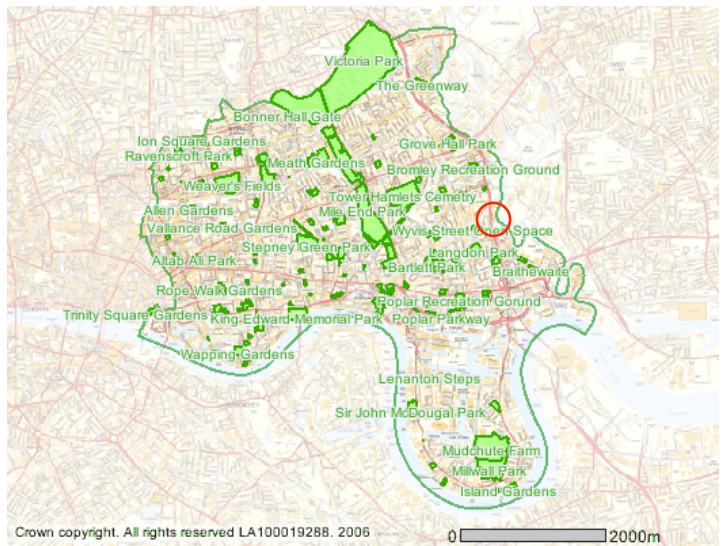 Victoria Park
The Greenway
Bonner Hall Gate
Ion Square Gardens
Grove Hall Park
Ravenscroft Park
Meath Gardens
Bromley Recreation Ground
Weaver's Fields
Tower Hamlets Cemetry
Allen Gardens
Mile End Park
Vallance Road Gardens
Wyvis Street Open Space
Stepney Green Park
Langdon Park
Altab Ali Park
Bartlett Park
Braithewaite
Rope Walk Gardens
Poplar Recreation Gorund
Trinity Square Gardens
King Edward Memorial Park
Poplar Parkway
Wapping Gardens
Lenanton Steps
Sir John McDougal Park
Mudchute Farm
Millwall Park
Island Gardens
Crown copyright. All rights reserved LA100019288. 2006
0 2000m